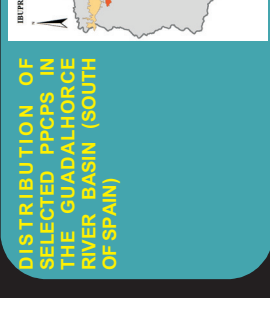 DISTRIBUTION OF
SELECTED PPCPS IN
THE GUADALHORCE
RIVER BASIN (SOUTH
OF SPAIN)